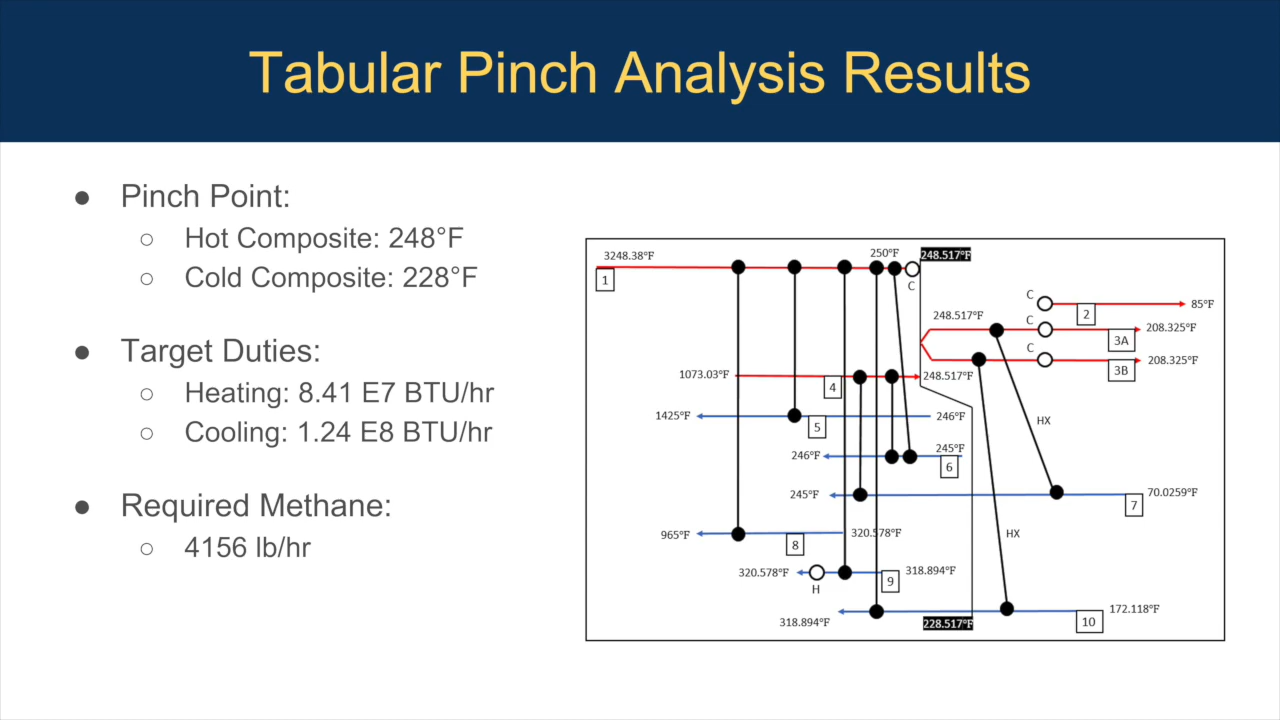 Tabular Pinch Analysis Results
● Pinch Point:
○ Hot Composite: 248°F
○ Cold Composite: 228°F
● Target Duties:
○ Heating: 8.41 E7 BTU/hr
○ Cooling: 1.24 E8 BTU/hr
● Required Methane:
○ 4156 lb/hr
3248.38°F
250°F
248.517°F
1
C
C
2
85°F
248.517°F
C
3A
208.325°F
C
3B
208.325°F
1073.03°F
4
248.517°F
1425°F
5
246°F
HX
246°F
245°F
6
245°F
70.0259°F
7
965°F
8
320.578°F
HX
320.578°F
H
318.894°F
9
172.118°F
318.894°F
228.517°F
10